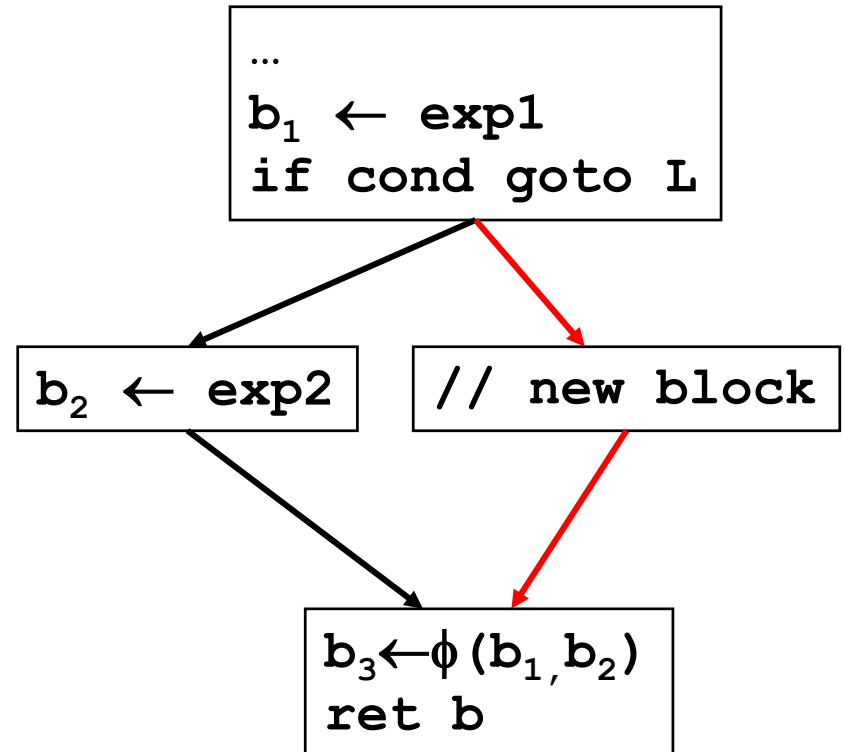 …
b₁ ← exp1
if cond goto L
b₂ ← exp2
// new block
b₃←ϕ(b₁,b₂)
ret b